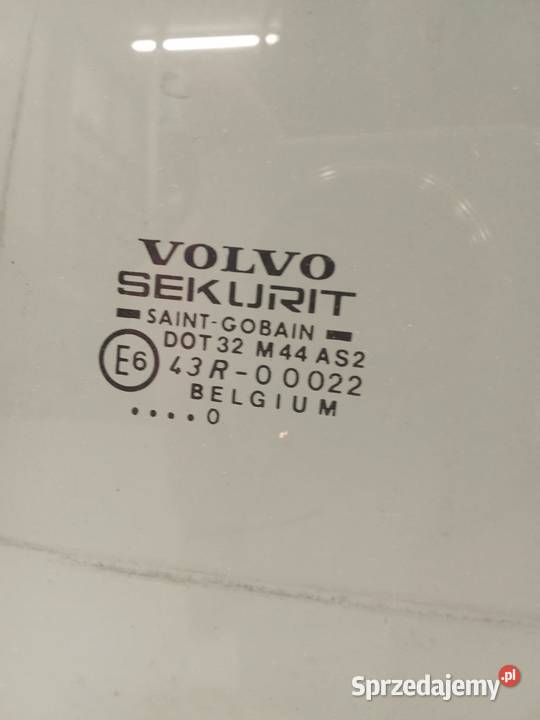 VOLVO
SEKURIT
SAINT-GOBAIN
DOT 32 M44 AS2
E6 43R-00022
BELGIUM
....0
Sprzedajemy.pl